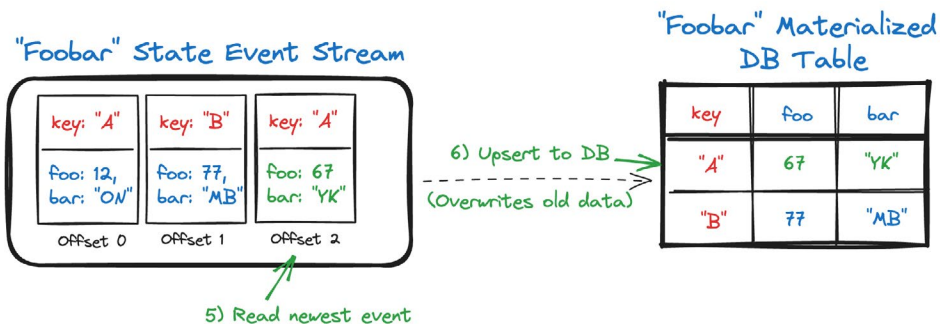 "Foobar" State Event Stream
key: "A"
foo: 12,
bar: "ON"
Offset 0
key: "B"
foo: 77,
bar: "MB"
Offset 1
key: "A"
foo: 67
bar: "YK"
Offset 2
5) Read newest event
6) Upsert to DB
(Overwrites old data)
"Foobar" Materialized
DB Table
key foo bar
"A" 67 "YK"
"B" 77 "MB"